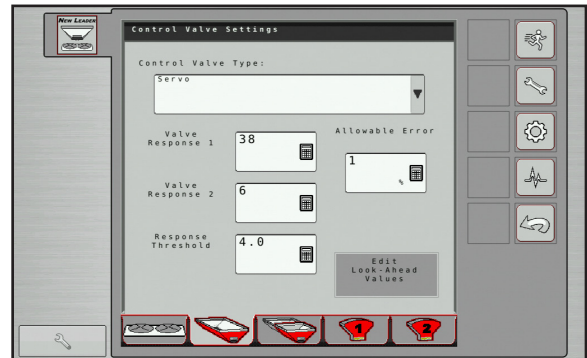 New Leader
Control Valve Settings
Control Valve Type:
Servo
Valve
Response 1
38
Allowable Error
1
%
Valve
Response 2
6
Response
Threshold
4.0
Edit
Look-Ahead
Values
1
2